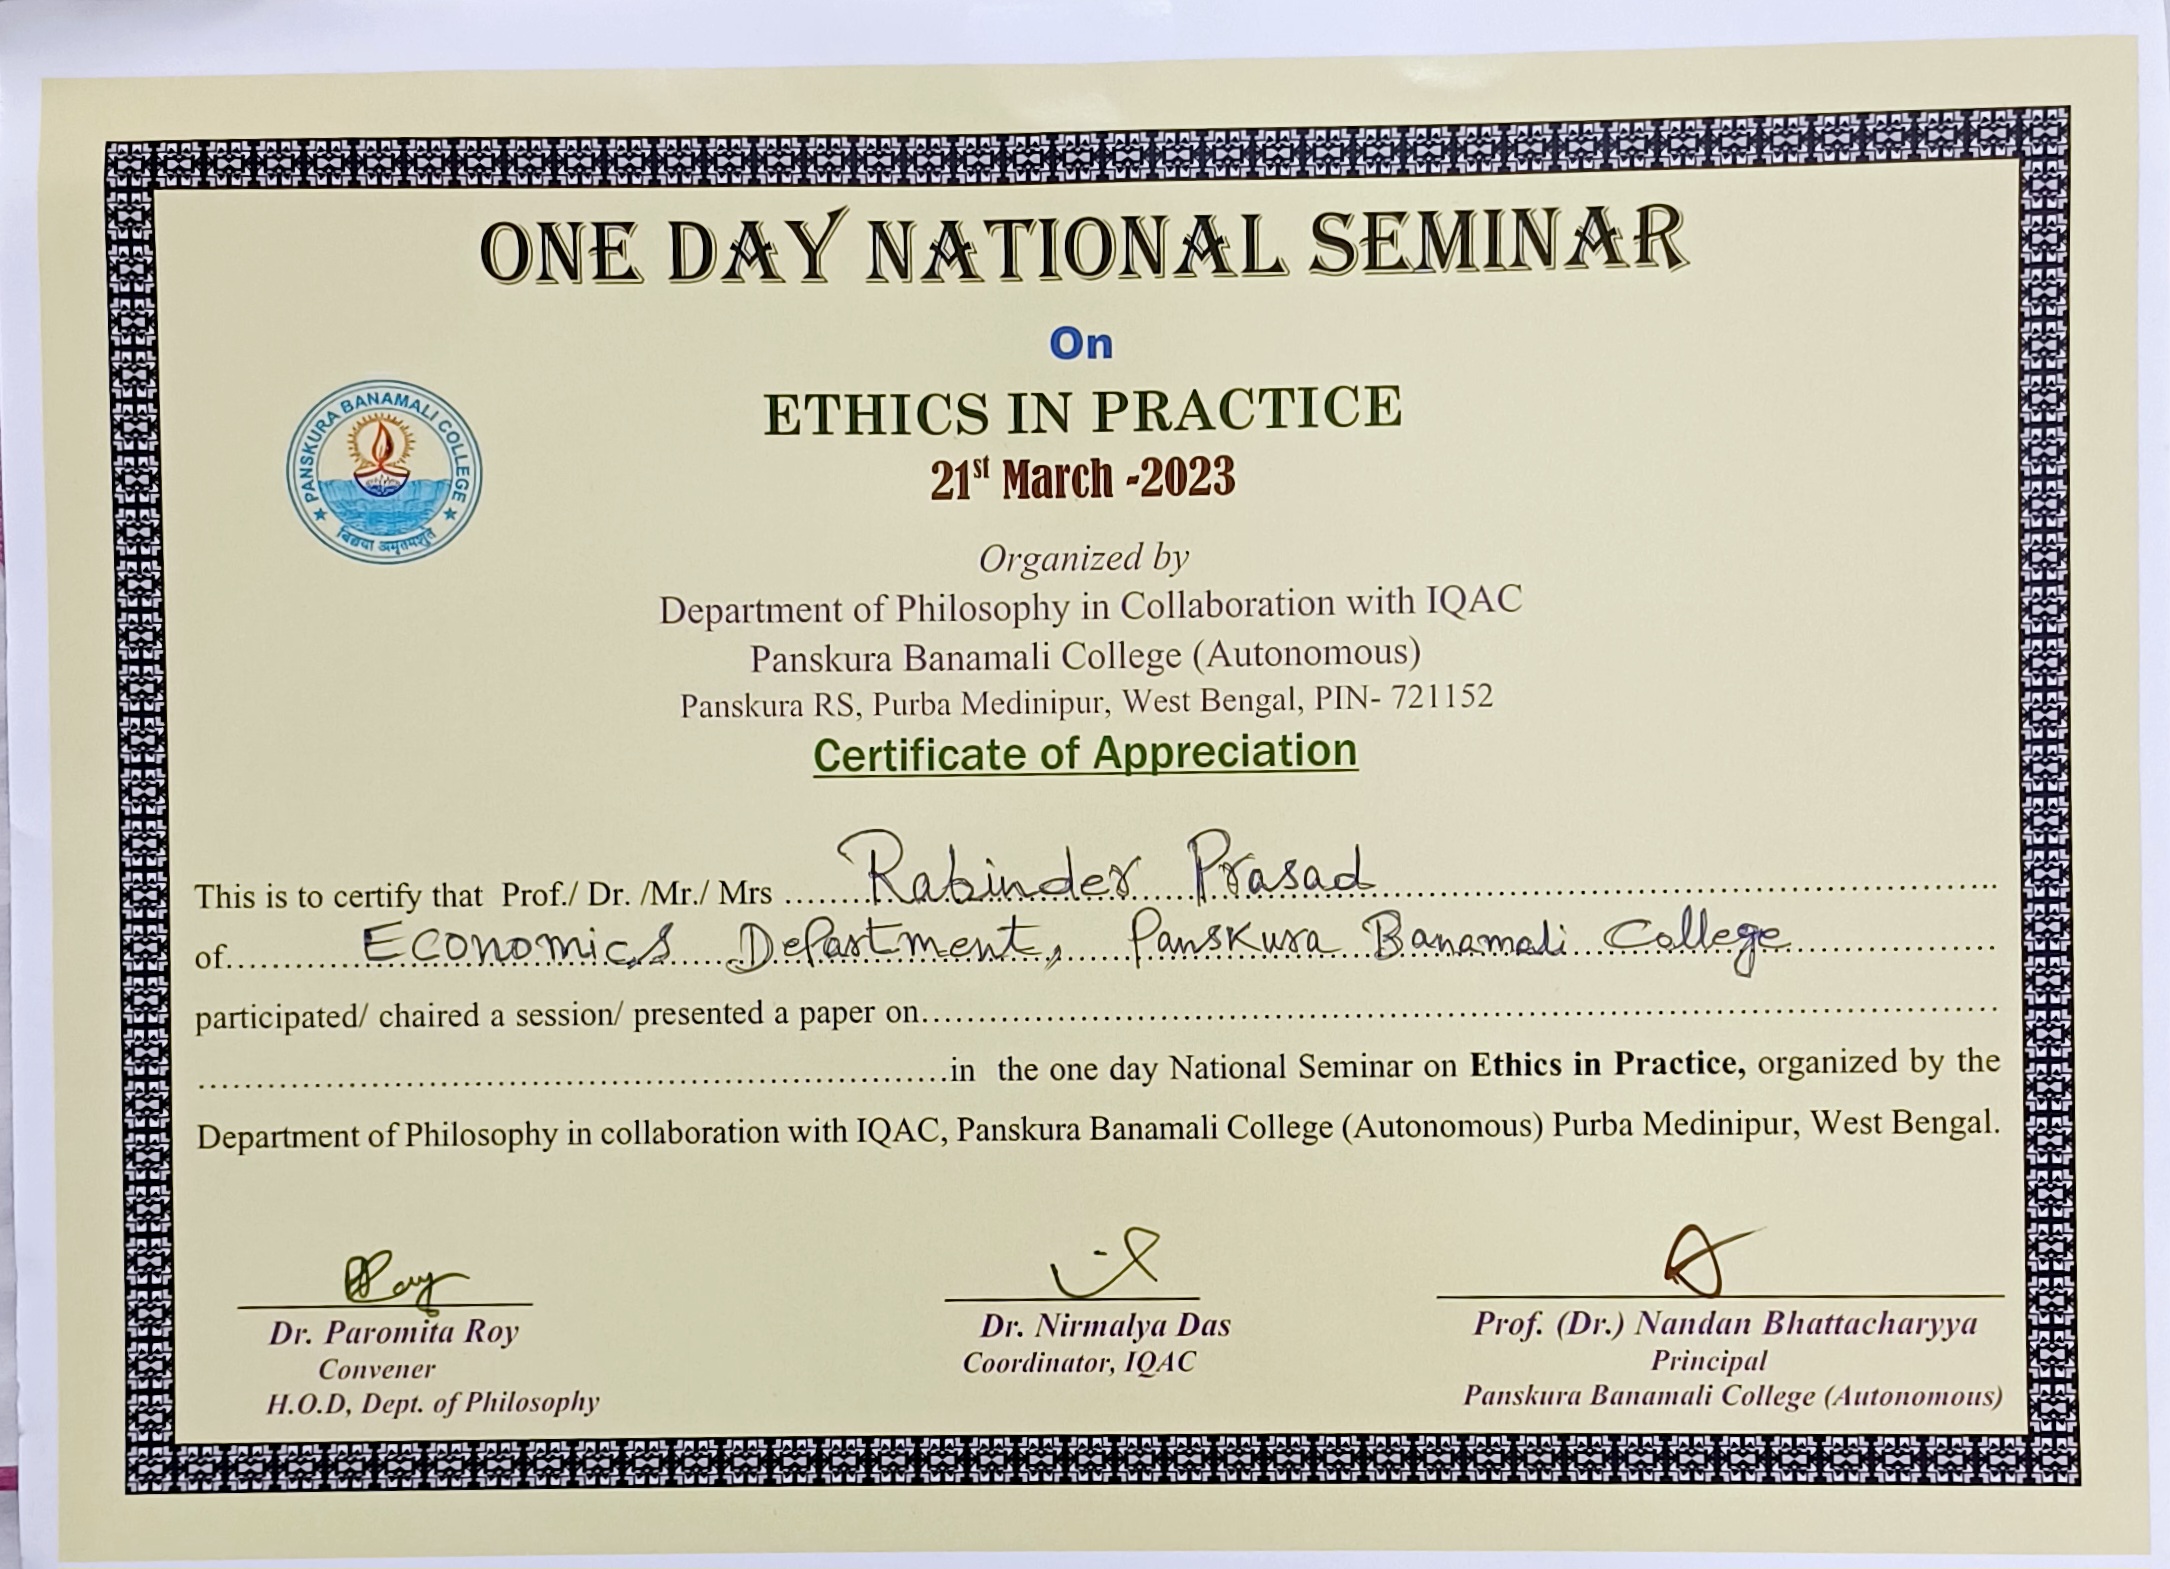 ONE DAY NATIONAL SEMINAR
On
ETHICS IN PRACTICE
21st March -2023
PANSKURA BANAMALI COLLEGE
विद्यया अमृतमश्नुते
Organized by
Department of Philosophy in Collaboration with IQAC
Panskura Banamali College (Autonomous)
Panskura RS, Purba Medinipur, West Bengal, PIN- 721152
Certificate of Appreciation
This is to certify that Prof./ Dr. /Mr./ Mrs ........Rabinder Prasad........
of........Economics Department, Panskura Banamali College........
participated/ chaired a session/ presented a paper on........
........in the one day National Seminar on Ethics in Practice, organized by the
Department of Philosophy in collaboration with IQAC, Panskura Banamali College (Autonomous) Purba Medinipur, West Bengal.
Dr. Paromita Roy
Convener
H.O.D, Dept. of Philosophy
Dr. Nirmalya Das
Coordinator, IQAC
Prof. (Dr.) Nandan Bhattacharyya
Principal
Panskura Banamali College (Autonomous)